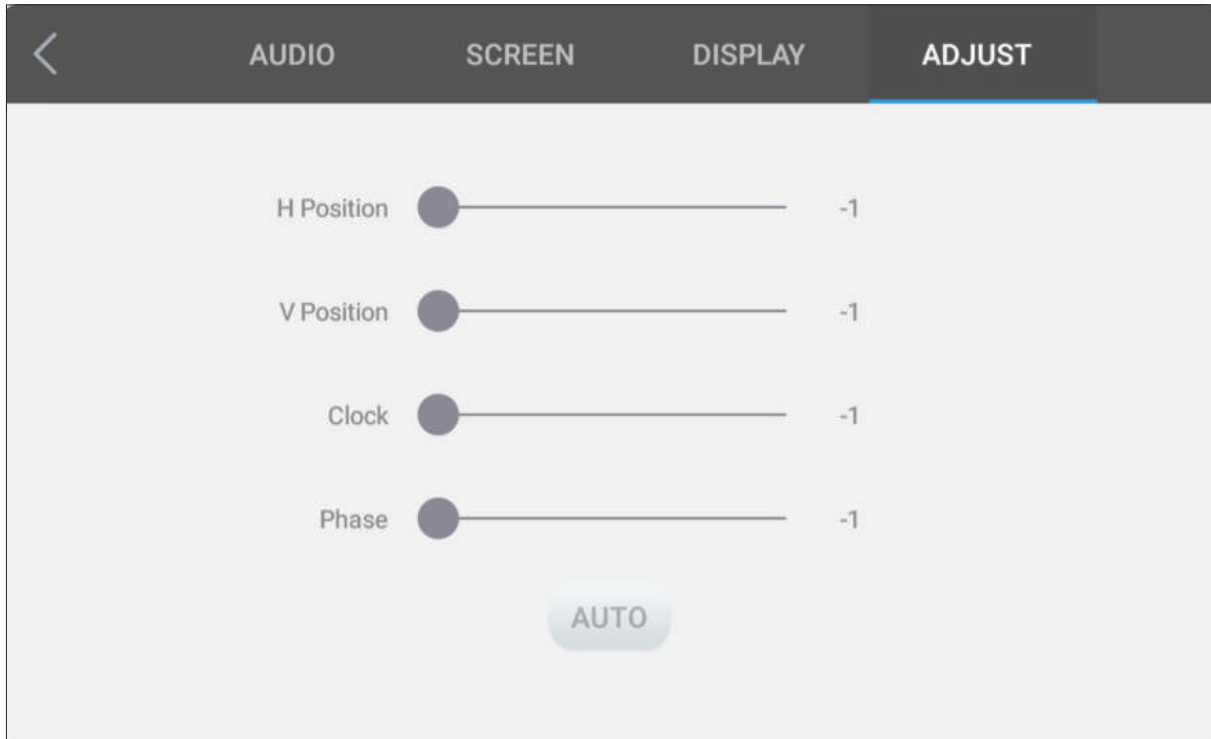 AUDIO SCREEN DISPLAY ADJUST
H Position -1
V Position -1
Clock -1
Phase -1
AUTO